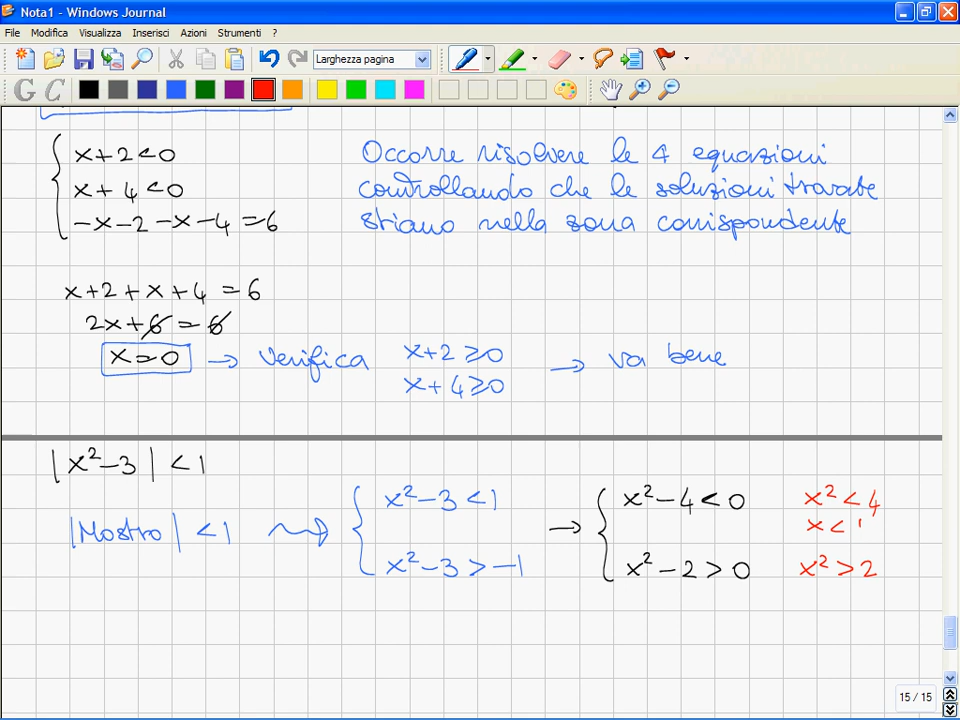 Nota1 - Windows Journal
File Modifica Visualizza Inserisci Azioni Strumenti ?
Larghezza pagina
x+2<0
x+4<0
-x-2-x-4=6
Occorre risolvere le 4 equazioni
controllando che le soluzioni trovate
stiano nella zona corrispondente
x+2+x+4=6
2x+6=6
x=0 → verifica x+2≥0 → va bene
x+4≥0
|x²-3|<1
|Mostro|<1
x²-3<1
x²-3>-1
→ x²-4<0
x²-2>0
x²<4
x<
x²>2
15 / 15